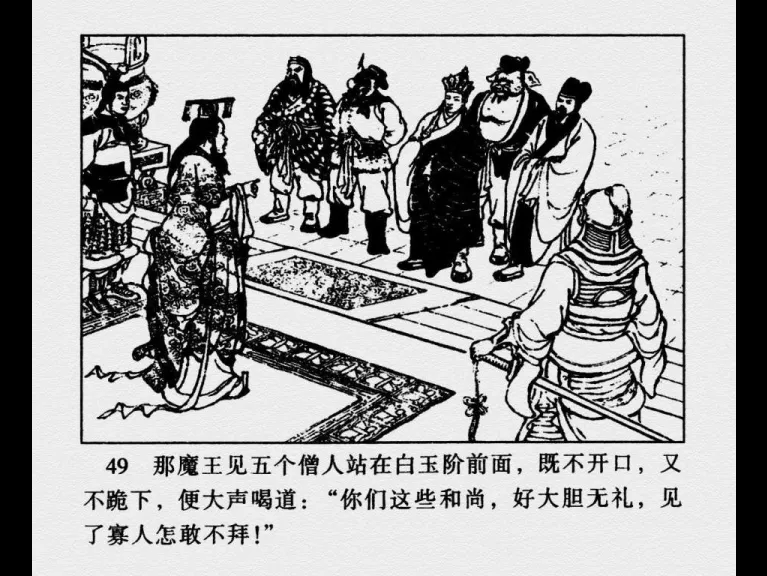 49 那魔王见五个僧人站在白玉阶前面，既不开口，又
不跪下，便大声喝道：“你们这些和尚，好大胆无礼，见
了寡人怎敢不拜！”